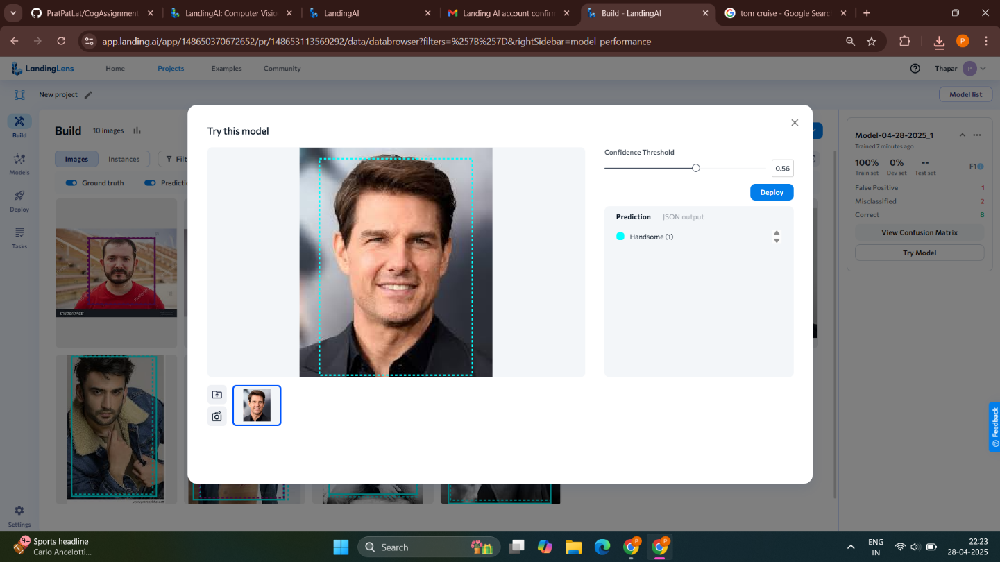 PratPatLat/CogAssignment
LandingAI: Computer Visio
LandingAI
Landing AI account confirm
Build - LandingAI
tom cruise - Google Search
app.landing.ai/app/148650370672652/pr/148653113569292/data/databrowser?filters=%257B%257D&rightSidebar=model_performance
P
LandingLens
Home
Projects
Examples
Community
Thapar
P
New project
Model list
Build
Models
Deploy
Tasks
Settings
Build
10 images
Images
Instances
Filt
Ground truth
Predictic
shutterstock
Try this model
Confidence Threshold
0.56
Deploy
Prediction
JSON output
Handsome (1)
Model-04-28-2025_1
Trained 7 minutes ago
100%
0%
--
F1
Train set
Dev set
Test set
False Positive
1
Misclassified
2
Correct
8
View Confusion Matrix
Try Model
Feedback
9+
Sports headline
Carlo Ancelotti...
Search
P
P
ENG
IN
22:23
28-04-2025